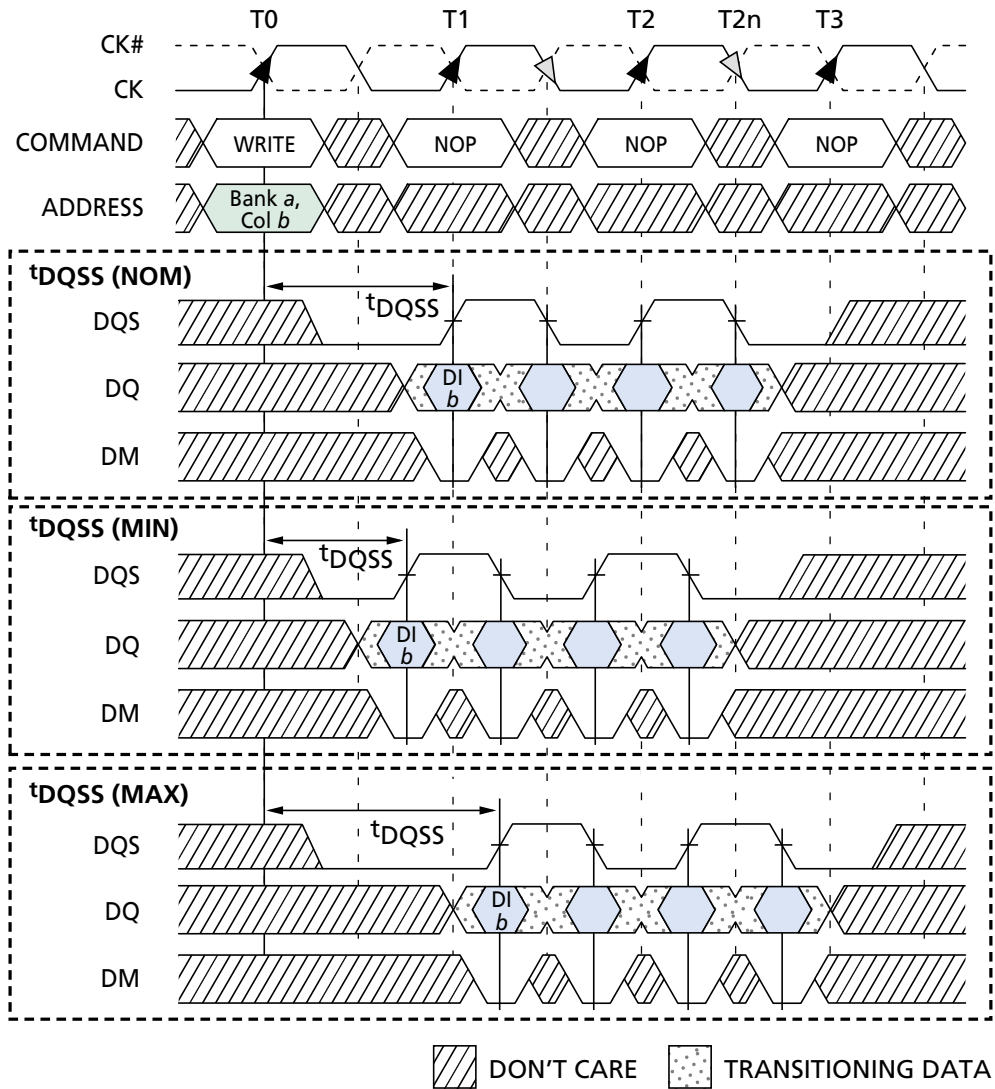 T0 T1 T2 T2n T3
CK#
CK
COMMAND WRITE NOP NOP NOP
ADDRESS Bank a,
Col b
tDQSS (NOM)
tDQSS
DQS
DQ DI
b
DM
tDQSS (MIN)
tDQSS
DQS
DQ DI
b
DM
tDQSS (MAX)
tDQSS
DQS
DQ DI
b
DM
DON'T CARE TRANSITIONING DATA